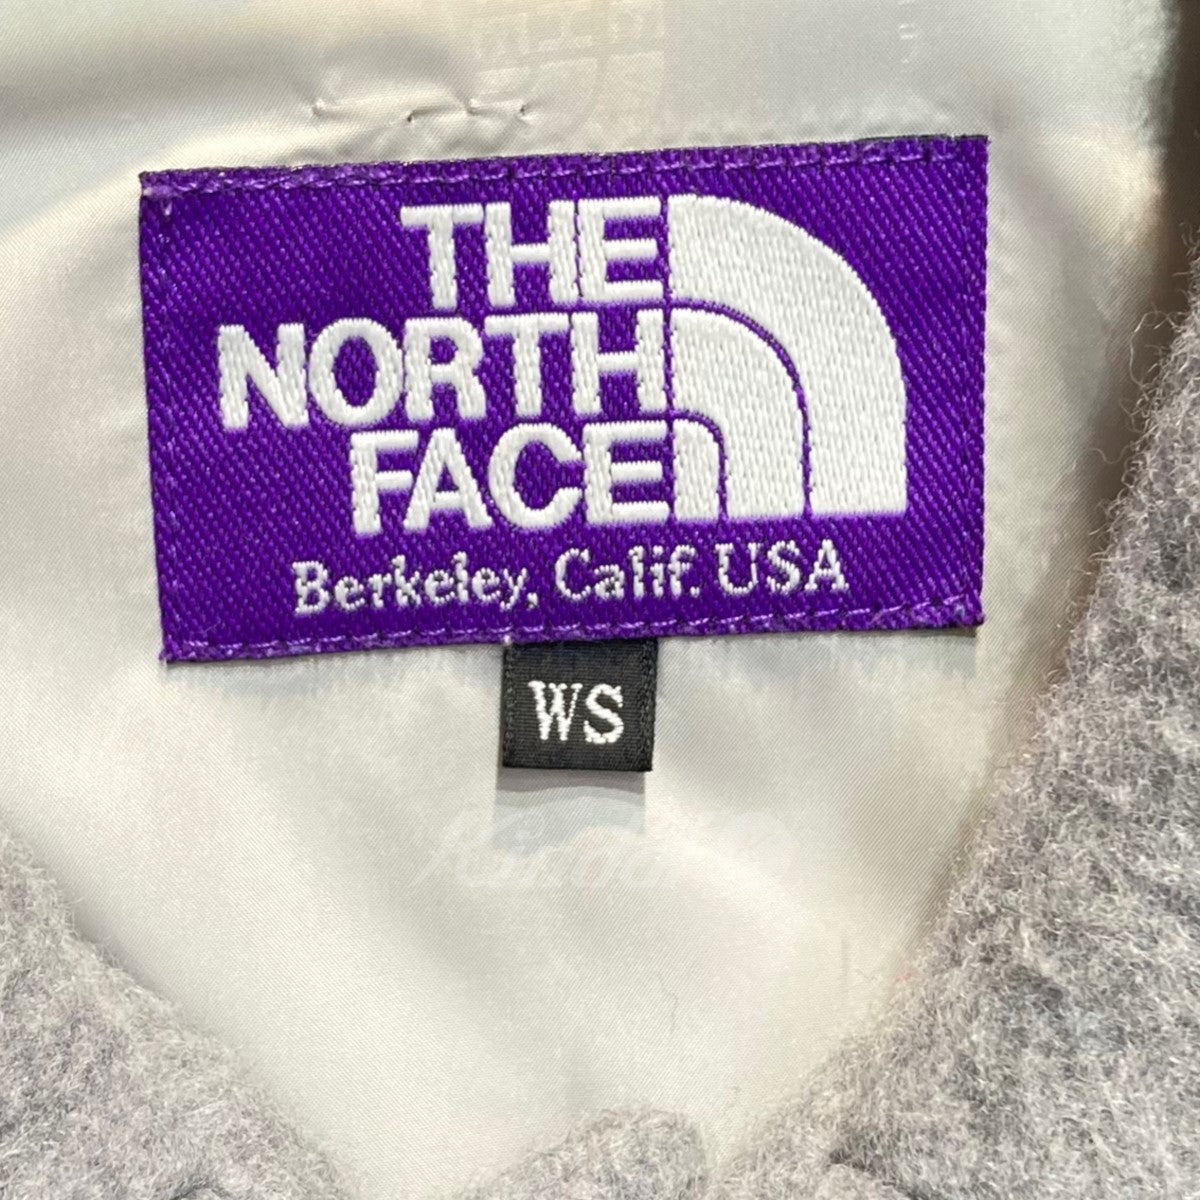 THE
NORTH
FACE
Berkeley, Calif. USA
WS